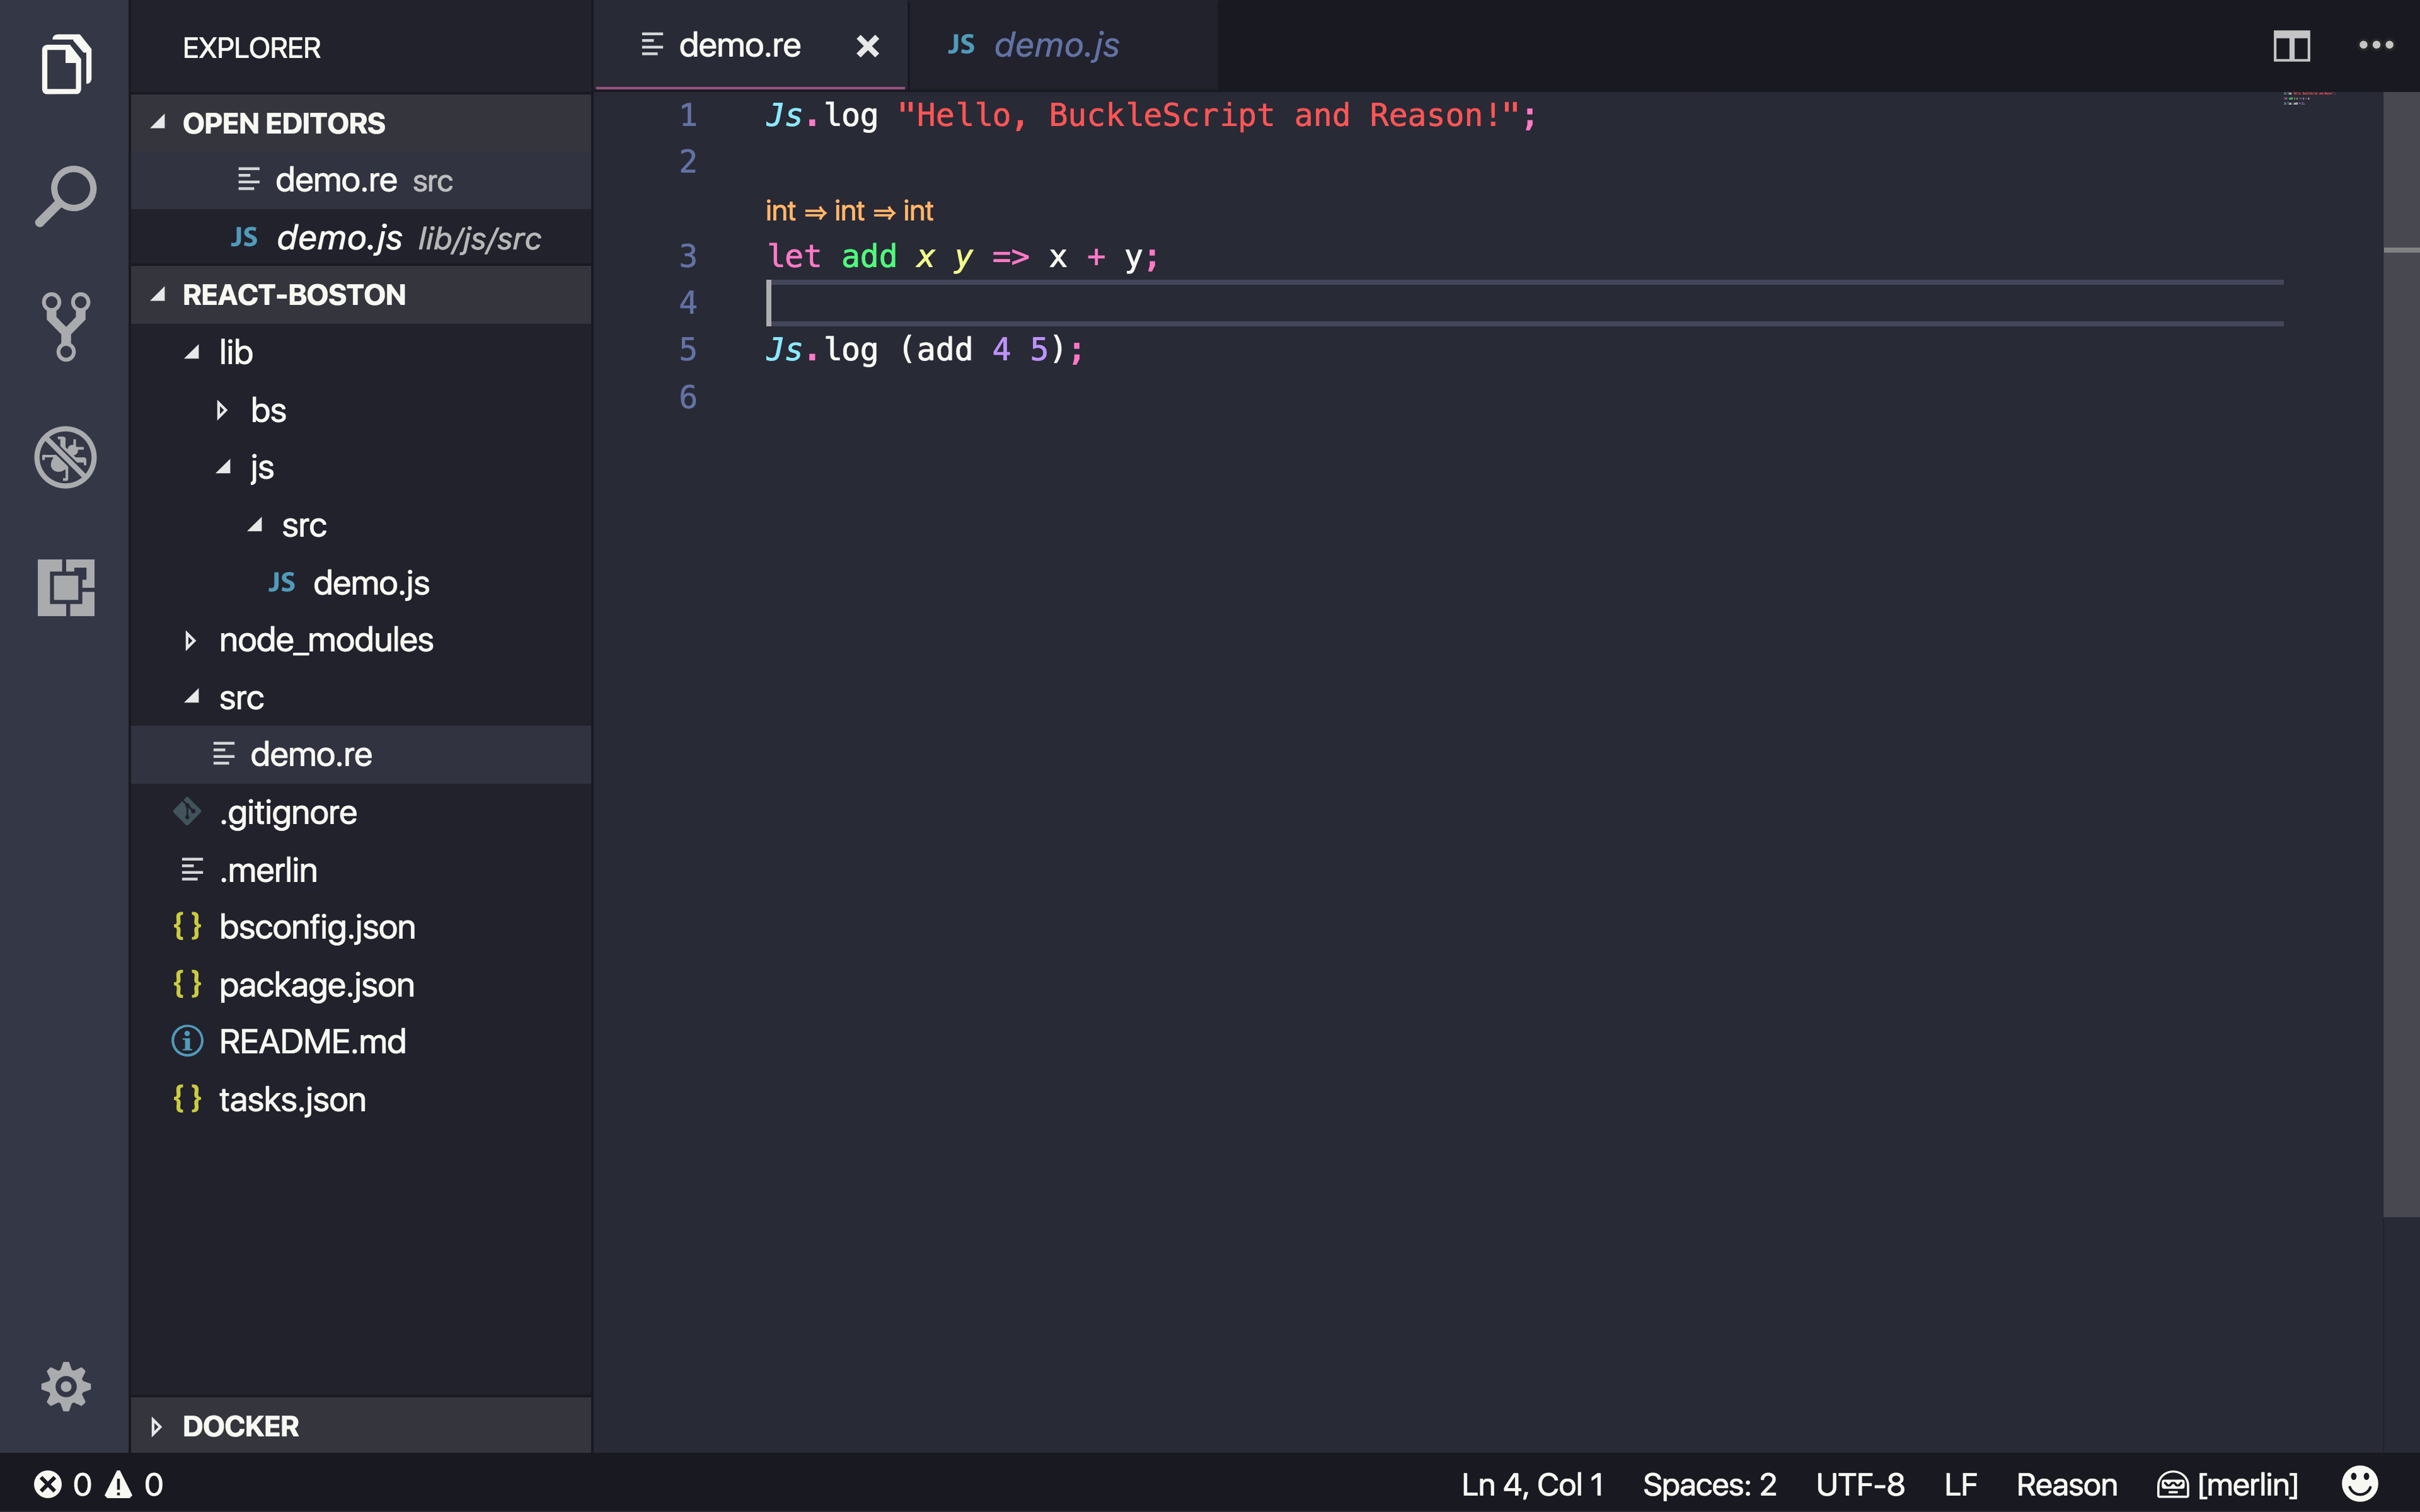 EXPLORER
OPEN EDITORS
demo.re src
JS demo.js lib/js/src
REACT-BOSTON
lib
bs
js
src
JS demo.js
node_modules
src
demo.re
.gitignore
.merlin
{ } bsconfig.json
{ } package.json
README.md
{ } tasks.json
DOCKER
demo.re
JS demo.js
1 Js.log "Hello, BuckleScript and Reason!";
2
int ⇒ int ⇒ int
3 let add x y => x + y;
4
5 Js.log (add 4 5);
6
0 0
Ln 4, Col 1 Spaces: 2 UTF-8 LF Reason [merlin]